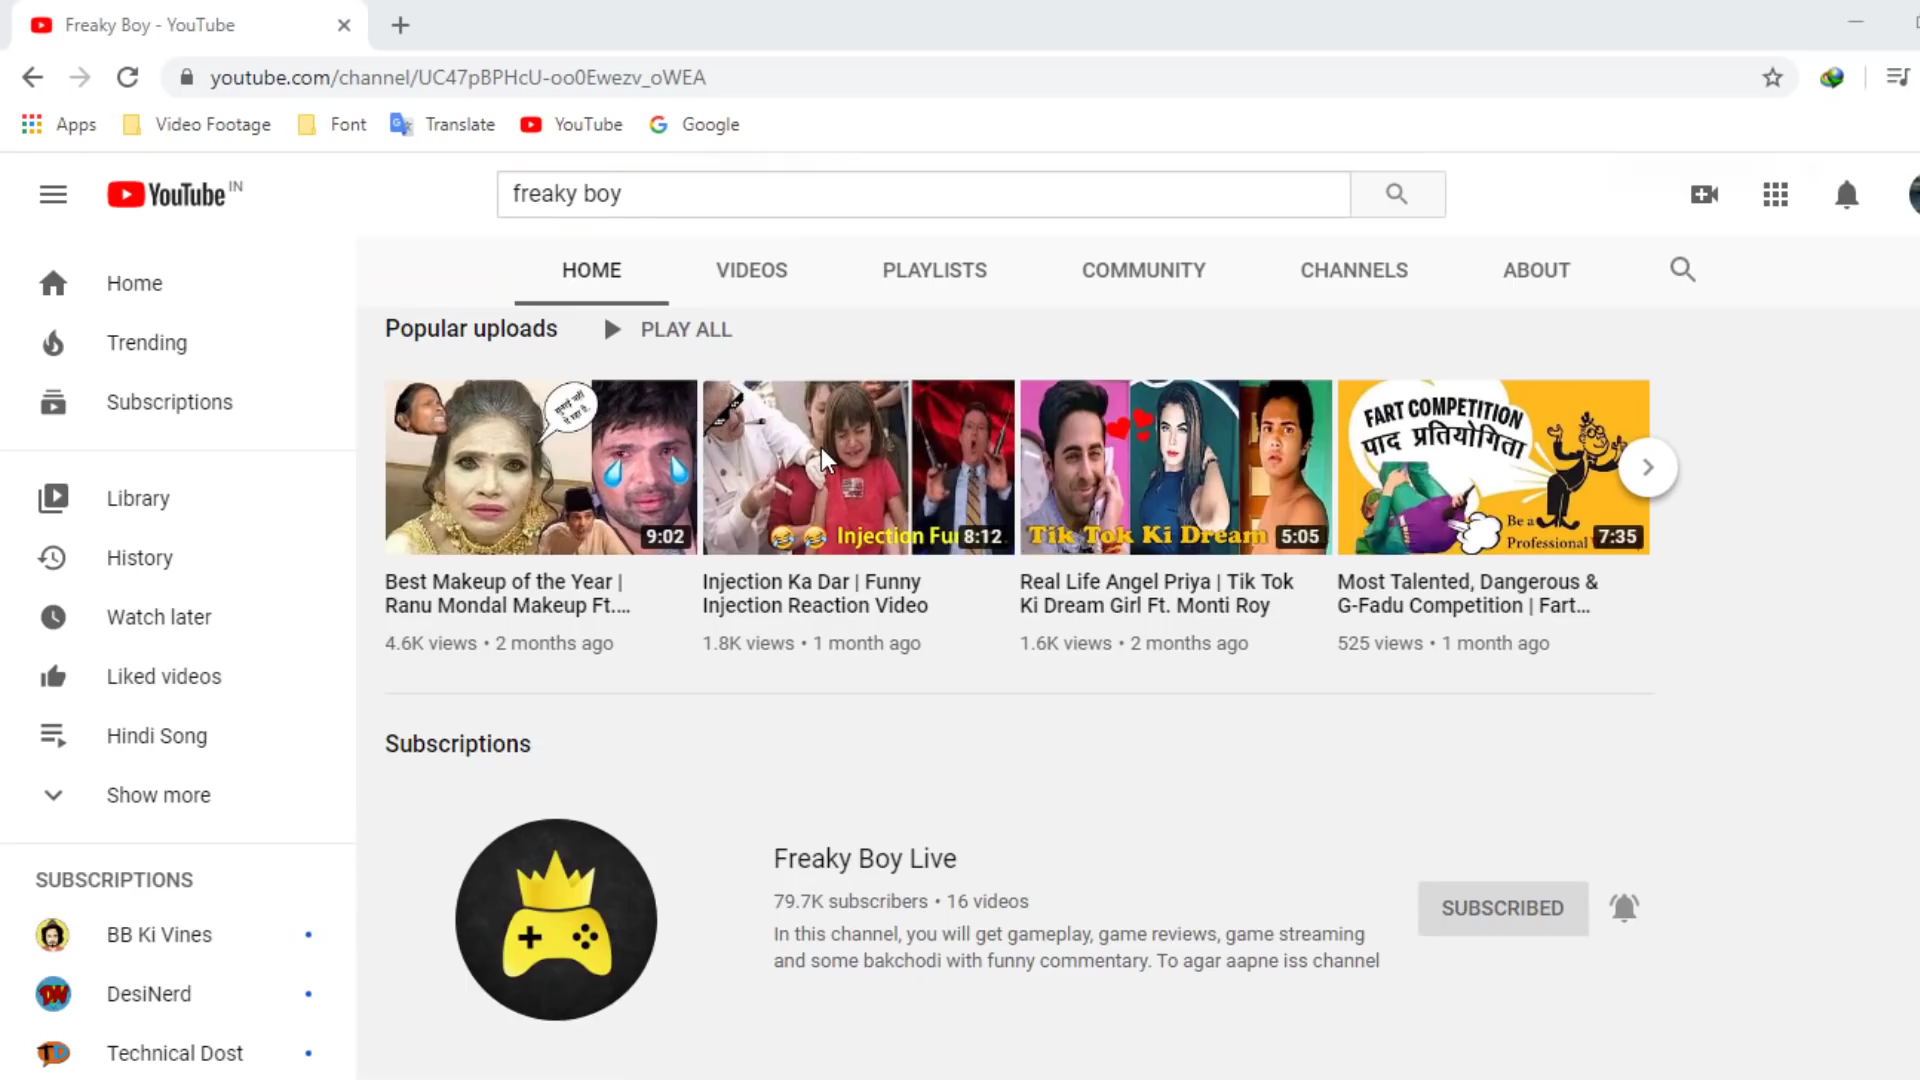 Freaky Boy - YouTube
youtube.com/channel/UC47pBPHcU-oo0Ewezv_oWEA
Apps Video Footage Font Translate YouTube Google
YouTube IN
freaky boy
HOME VIDEOS PLAYLISTS COMMUNITY CHANNELS ABOUT
Home
Trending
Subscriptions
Library
History
Watch later
Liked videos
Hindi Song
Show more
SUBSCRIPTIONS
BB Ki Vines
DesiNerd
Technical Dost
Popular uploads PLAY ALL
9:02
Injection Fu 8:12
Tik Tok Ki Dream 5:05
FART COMPETITION
पाद प्रतियोगिता
Be a
Professional 7:35
Best Makeup of the Year |
Ranu Mondal Makeup Ft....
4.6K views • 2 months ago
Injection Ka Dar | Funny
Injection Reaction Video
1.8K views • 1 month ago
Real Life Angel Priya | Tik Tok
Ki Dream Girl Ft. Monti Roy
1.6K views • 2 months ago
Most Talented, Dangerous &
G-Fadu Competition | Fart...
525 views • 1 month ago
Subscriptions
Freaky Boy Live
79.7K subscribers • 16 videos
In this channel, you will get gameplay, game reviews, game streaming
and some bakchodi with funny commentary. To agar aapne iss channel
SUBSCRIBED